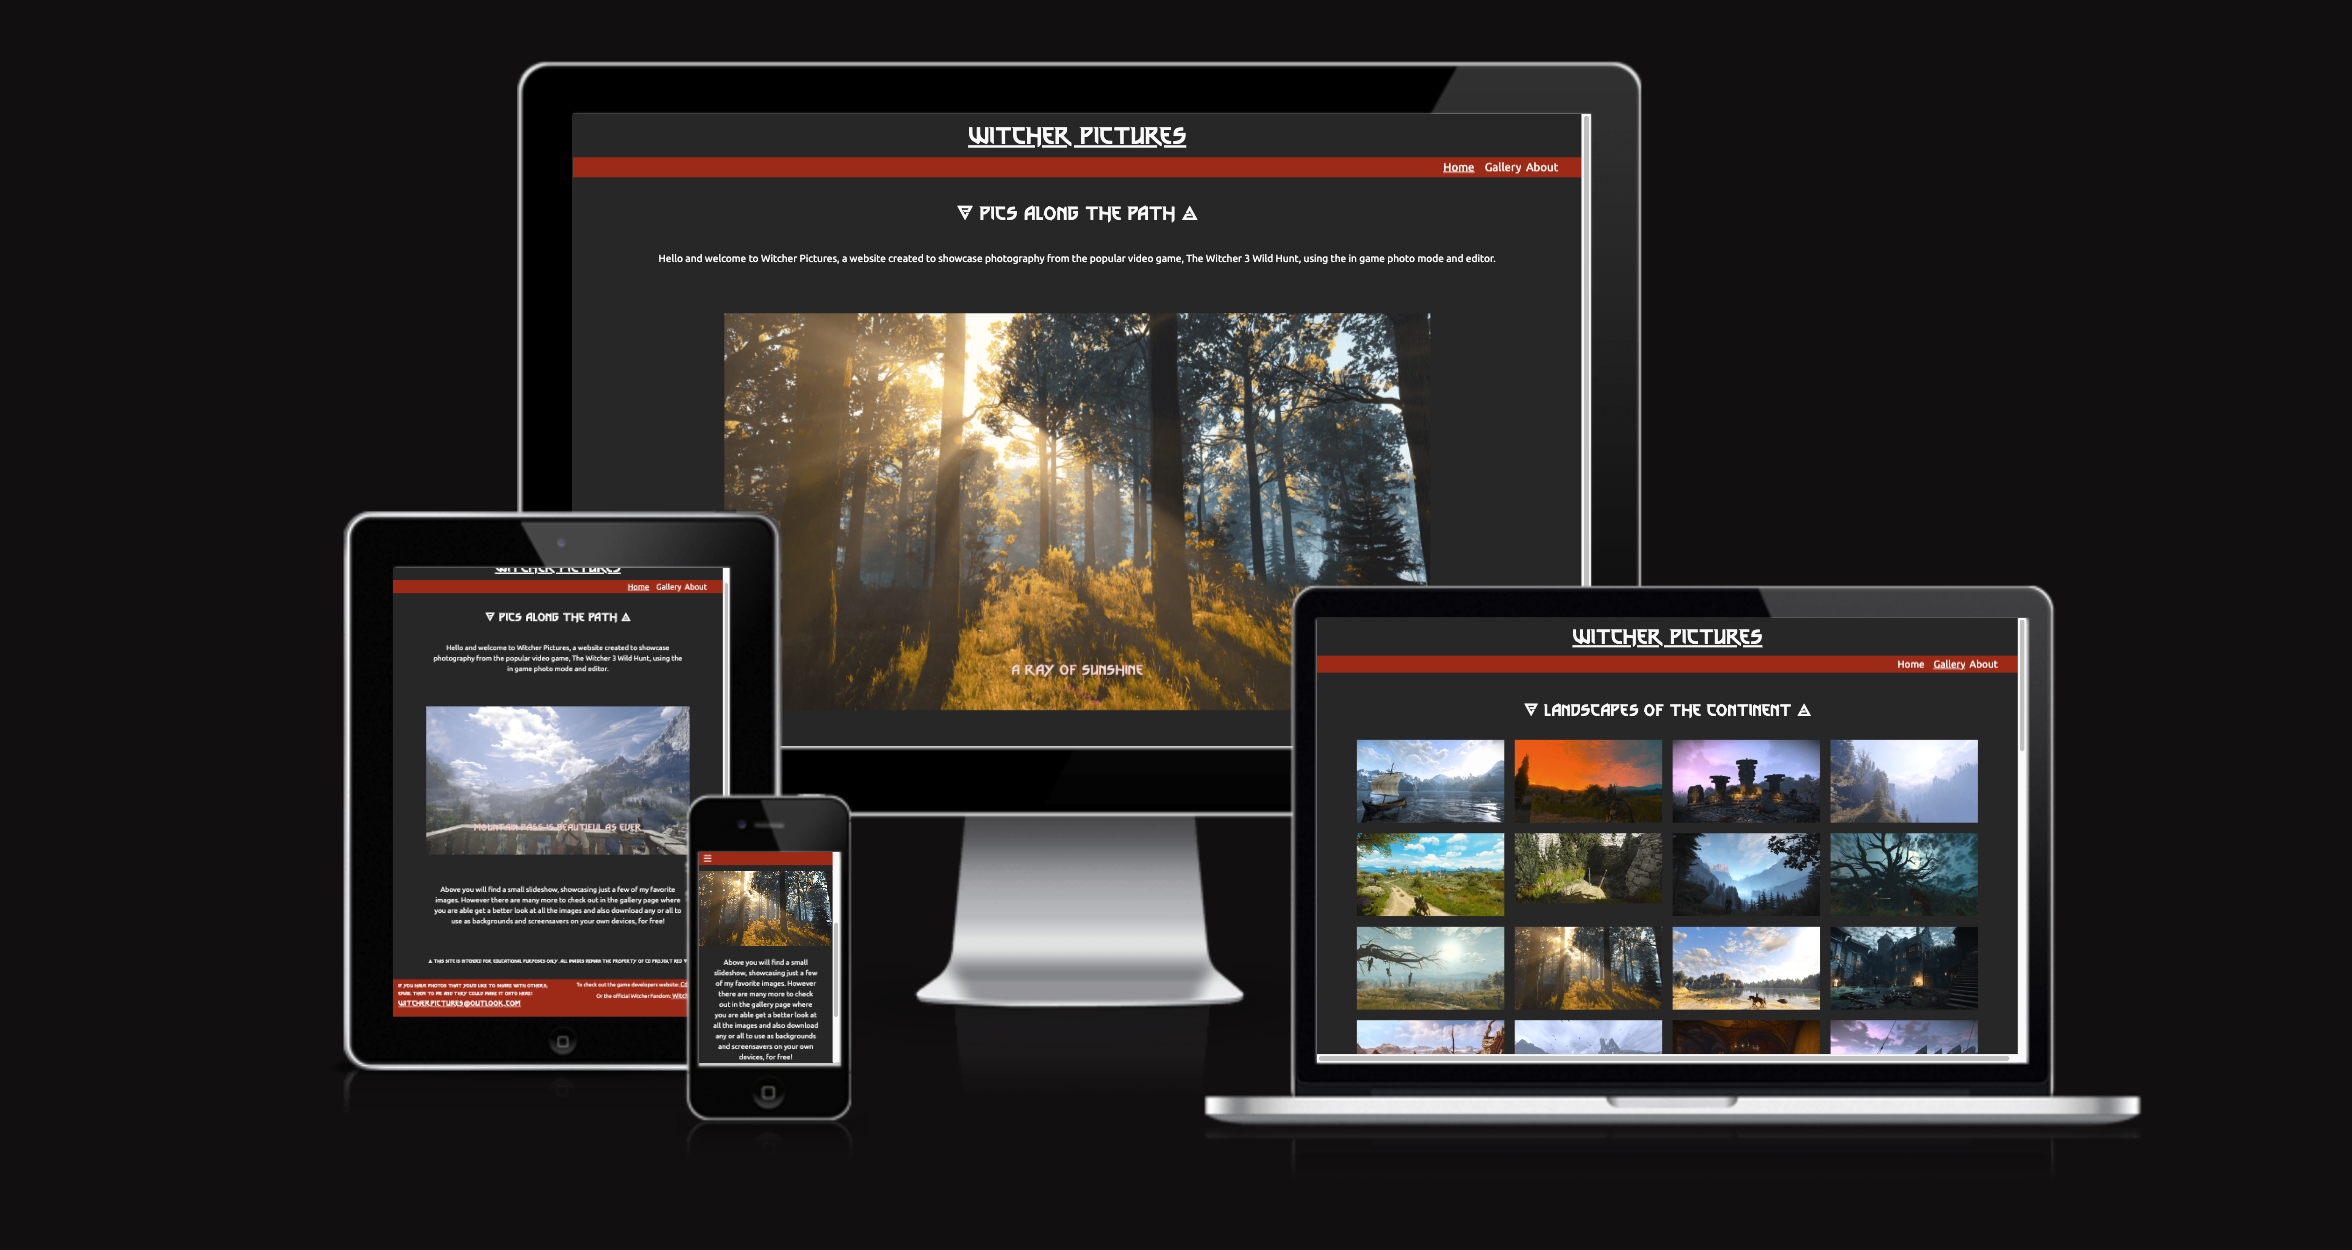 WITCHER PICTURES
Home Gallery About
PICS ALONG THE PATH
Hello and welcome to Witcher Pictures, a website created to showcase photography from the popular video game, The Witcher 3 Wild Hunt, using the in game photo mode and editor.
A RAY OF SUNSHINE
WITCHER PICTURES
Home Gallery About
PICS ALONG THE PATH
Hello and welcome to Witcher Pictures, a website created to showcase
photography from the popular video game, The Witcher 3 Wild Hunt, using the
in game photo mode and editor.
MOUNTAIN PASS IS BEAUTIFUL AS EVER
Above you will find a small slideshow, showcasing just a few of my favorite
images. However there are many more to check out in the gallery page where
you are able get a better look at all the images and also download any or all to
use as backgrounds and screensavers on your own devices, for free!
THIS SITE IS INTENDED FOR EDUCATIONAL PURPOSES ONLY. ALL IMAGES REMAIN THE PROPERTY OF CD PROJEKT RED
IF YOU HAVE PHOTOS THAT YOU'D LIKE TO SHARE WITH OTHERS,
EMAIL THEM TO ME AND THEY COULD MAKE IT ONTO HERE!
WITCHERPICTURES@OUTLOOK.COM
To check out the game developers website:
Or the official Witcher Fandom: Witch
Above you will find a small
slideshow, showcasing just a few
of my favorite images. However
there are many more to check
out in the gallery page where
you are able get a better look at
all the images and also download
any or all to use as backgrounds
and screensavers on your own
devices, for free!
WITCHER PICTURES
Home Gallery About
LANDSCAPES OF THE CONTINENT